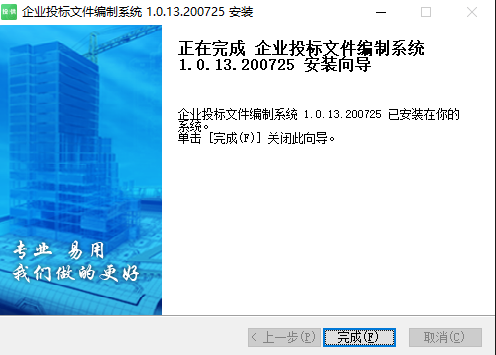 投标
企业投标文件编制系统 1.0.13.200725 安装
正在完成 企业投标文件编制系统
1.0.13.200725 安装向导
企业投标文件编制系统 1.0.13.200725 已安装在你的
系统。
单击 [完成(F)] 关闭此向导。
专业 易用
我们做的更好
< 上一步(P)
完成(F)
取消(C)